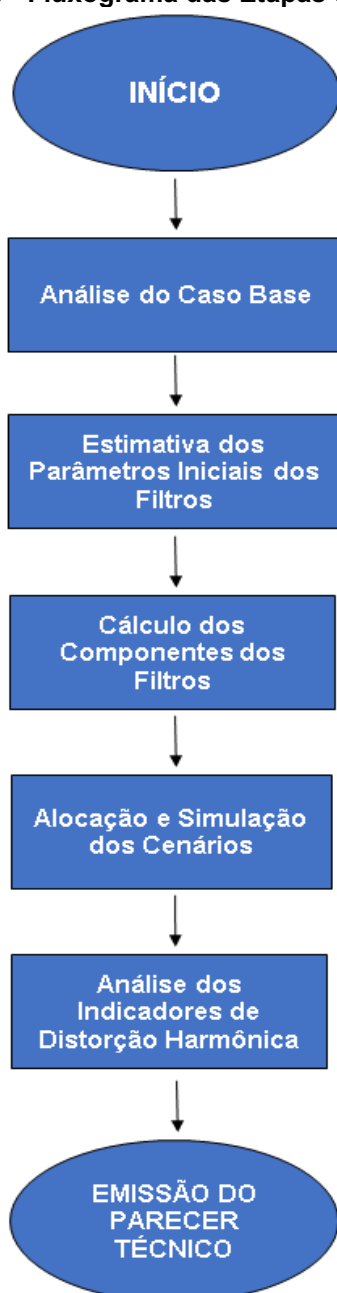 Fluxograma das Etapas
INÍCIO
Análise do Caso Base
Estimativa dos
Parâmetros Iniciais dos
Filtros
Cálculo dos
Componentes dos
Filtros
Alocação e Simulação
dos Cenários
Análise dos
Indicadores de
Distorção Harmônica
EMISSÃO DO
PARECER
TÉCNICO